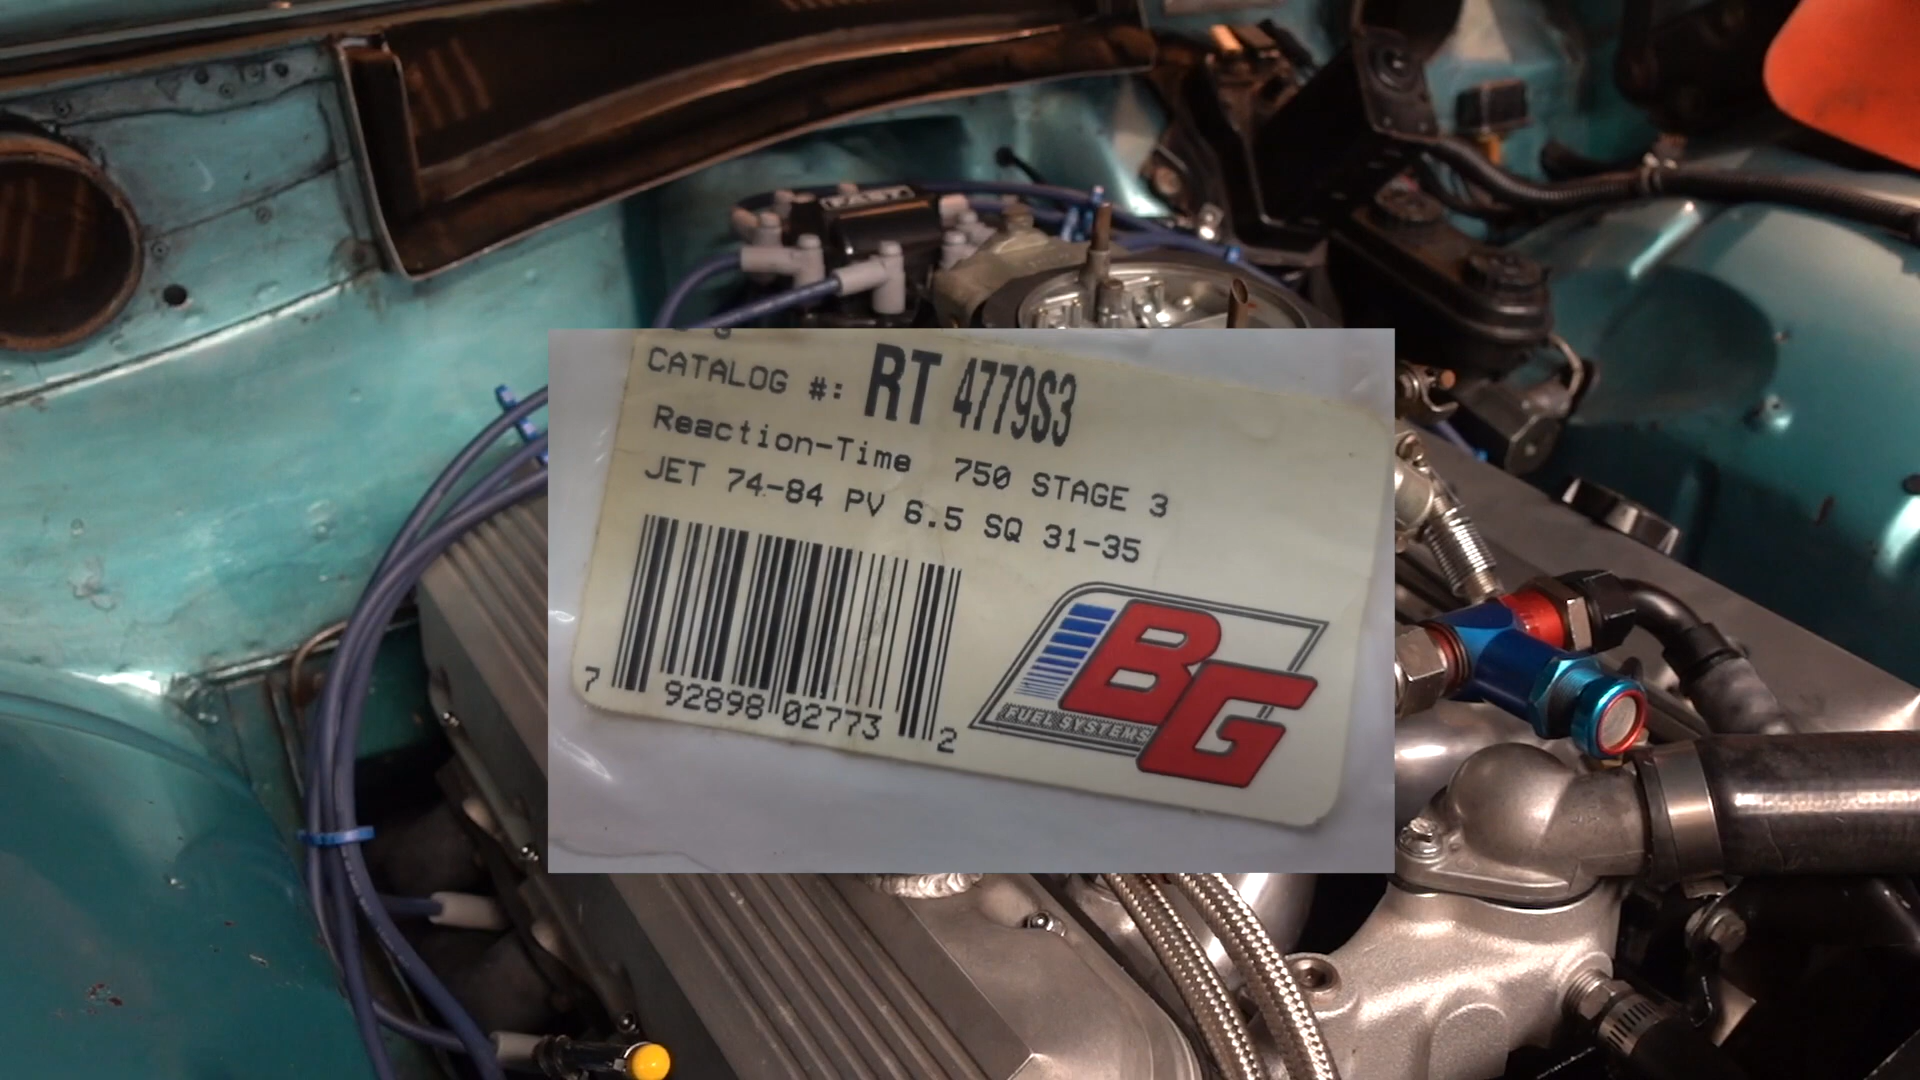 FAST
CATALOG #: RT 4779S3
Reaction-Time 750 STAGE 3
JET 74-84 PV 6.5 SQ 31-35
7 92898 02773 2
BG
FUEL SYSTEMS